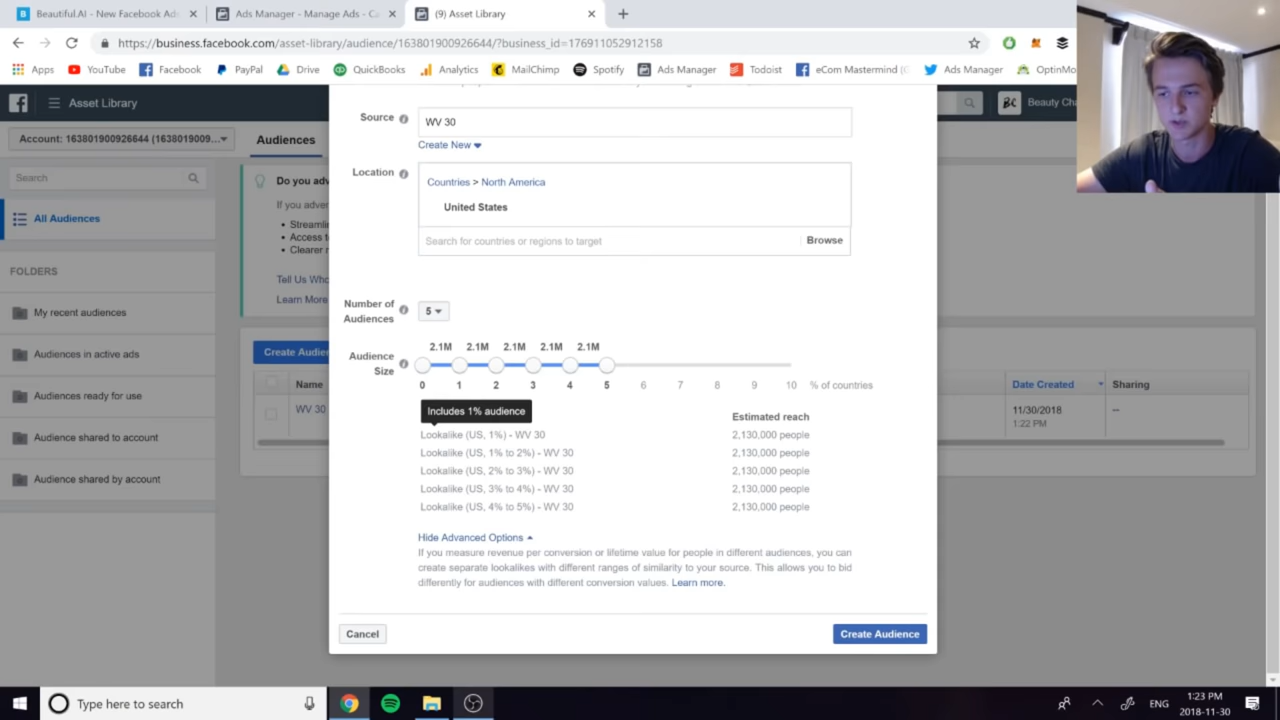 Beautiful.AI - New Facebook Ads
Ads Manager - Manage Ads - Ca
(9) Asset Library
https://business.facebook.com/asset-library/audience/163801900926644/?business_id=176911052912158
Apps YouTube Facebook PayPal Drive QuickBooks Analytics MailChimp Spotify Ads Manager Todoist eCom Mastermind (C Ads Manager OptinMo
Asset Library
BC Beauty Cha
Account: 163801900926644 (163801909...
Audiences
Search
All Audiences
FOLDERS
My recent audiences
Audiences in active ads
Audiences ready for use
Audience shared to account
Audience shared by account
Do you adv
If you adver
Streamlin
Access t
Clearer r
Tell Us Who
Learn More
Create Audien
Name
Date Created
Sharing
WV 30
11/30/2018
1:22 PM
--
Source
WV 30
Create New
Location
Countries > North America
United States
Search for countries or regions to target
Browse
Number of
Audiences
5
2.1M 2.1M 2.1M 2.1M 2.1M
Audience
Size
0 1 2 3 4 5 6 7 8 9 10 % of countries
Includes 1% audience
Estimated reach
Lookalike (US, 1%) - WV 30 2,130,000 people
Lookalike (US, 1% to 2%) - WV 30 2,130,000 people
Lookalike (US, 2% to 3%) - WV 30 2,130,000 people
Lookalike (US, 3% to 4%) - WV 30 2,130,000 people
Lookalike (US, 4% to 5%) - WV 30 2,130,000 people
Hide Advanced Options
If you measure revenue per conversion or lifetime value for people in different audiences, you can
create separate lookalikes with different ranges of similarity to your source. This allows you to bid
differently for audiences with different conversion values. Learn more.
Cancel
Create Audience
Type here to search
ENG
1:23 PM
2018-11-30